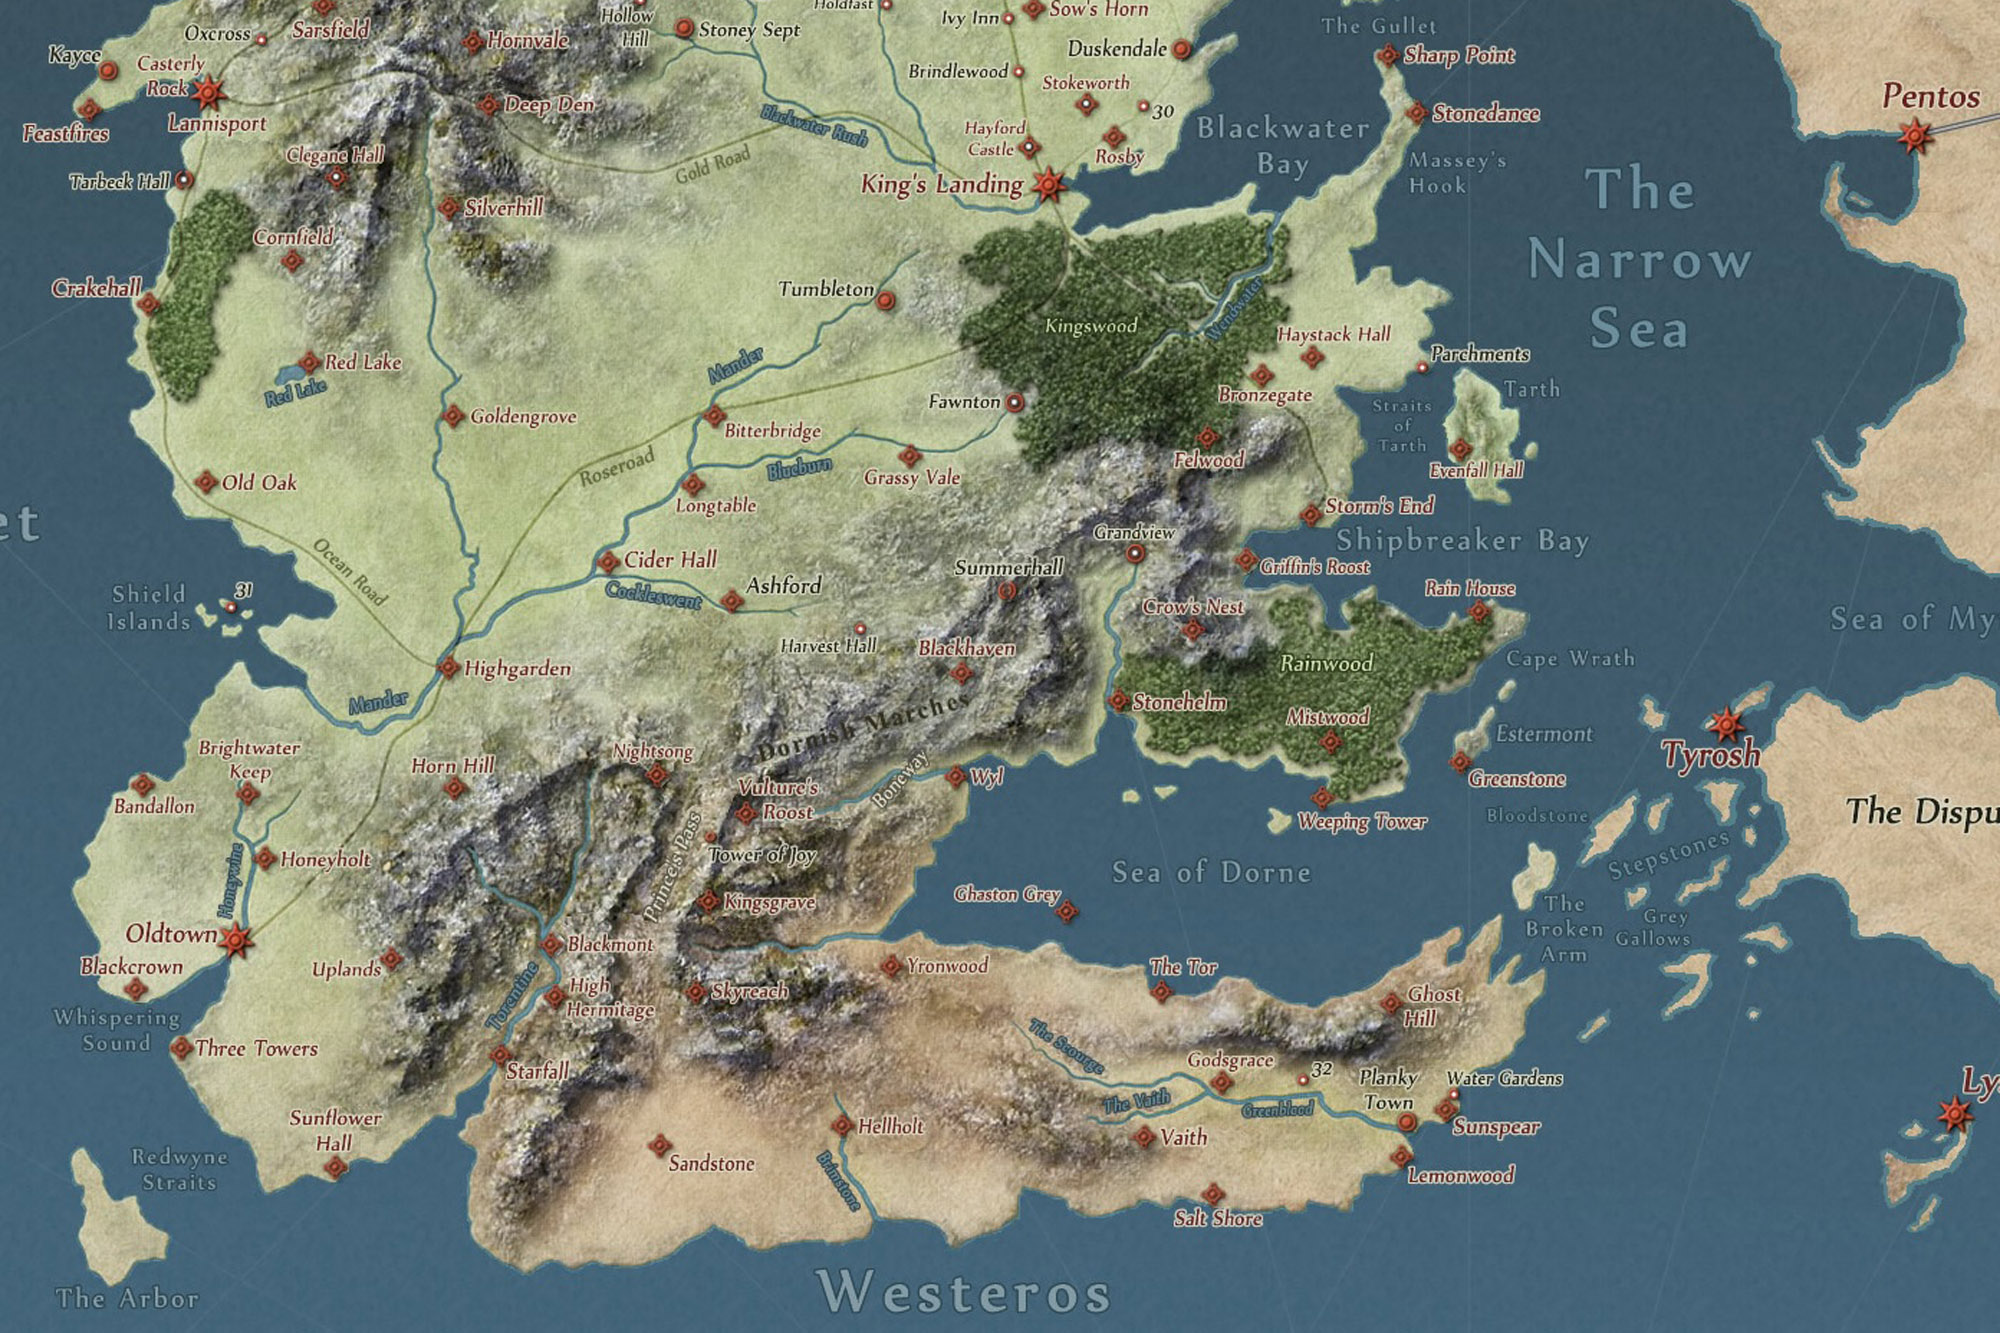 Hollow
Hill
Holdfast
Ivy Inn
Sow's Horn
The Gullet
Oxcross
Sarsfield
Hornvale
Stoney Sept
Duskendale
Sharp Point
Kayce
Casterly
Rock
Brindlewood
Stokeworth
Pentos
Deep Den
30
Stonedance
Feastfires
Lannisport
Blackwater Rush
Hayford
Castle
Rosby
Blackwater
Bay
Massey's
Hook
Clegane Hall
Gold Road
Tarbeck Hall
King's Landing
The
Narrow
Sea
Silverhill
Cornfield
Crakehall
Tumbleton
Wendwater
Kingswood
Haystack Hall
Red Lake
Red Lake
Mander
Parchments
Bronzegate
Tarth
Fawnton
Straits
of
Tarth
Goldengrove
Bitterbridge
Roseroad
Blueburn
Grassy Vale
Felwood
Evenfall Hall
Old Oak
Longtable
Storm's End
et
Grandview
Shipbreaker Bay
Ocean Road
Cider Hall
Summerhall
Griffin's Roost
Shield
Islands
31
Cockleswent
Ashford
Rain House
Crow's Nest
Sea of My
Harvest Hall
Blackhaven
Rainwood
Cape Wrath
Highgarden
Mander
Stonehelm
Dornish Marches
Mistwood
Estermont
Brightwater
Keep
Horn Hill
Nightsong
Tyrosh
Bandallon
Vulture's
Roost
Boneway
Wyl
Greenstone
Weeping Tower
Bloodstone
The Dispu
Honeyholt
Honeywine
Prince's Pass
Tower of Joy
Sea of Dorne
Stepstones
Kingsgrave
Ghaston Grey
The
Broken
Arm
Grey
Gallows
Oldtown
Blackmont
Blackcrown
Uplands
Yronwood
The Tor
Torrentine
High
Hermitage
Skyreach
Ghost
Hill
Whispering
Sound
Three Towers
Starfall
The Scourge
Godsgrace
32
Planky
Town
Water Gardens
Lys
The Vaith
Greenblood
Sunflower
Hall
Hellholt
Vaith
Sunspear
Redwyne
Straits
Sandstone
Brimstone
Lemonwood
Salt Shore
The Arbor
Westeros